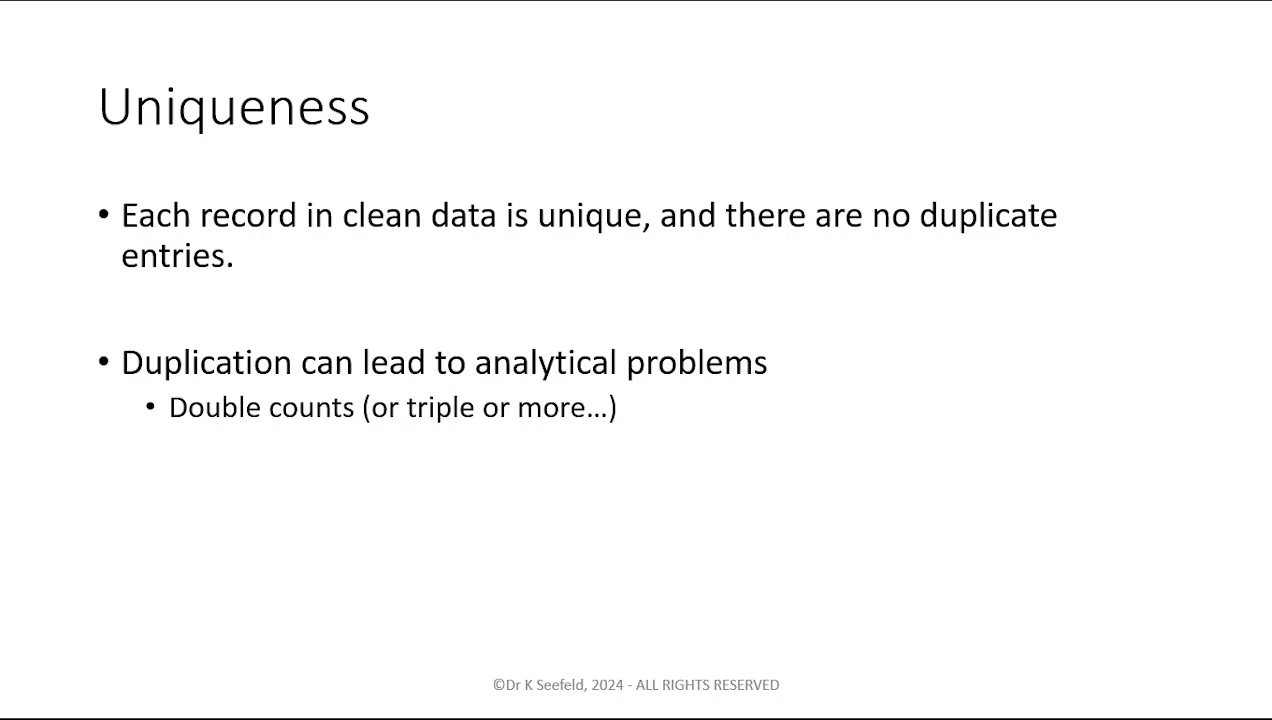 Uniqueness
• Each record in clean data is unique, and there are no duplicate
entries.
• Duplication can lead to analytical problems
• Double counts (or triple or more…)
©Dr K Seefeld, 2024 - ALL RIGHTS RESERVED